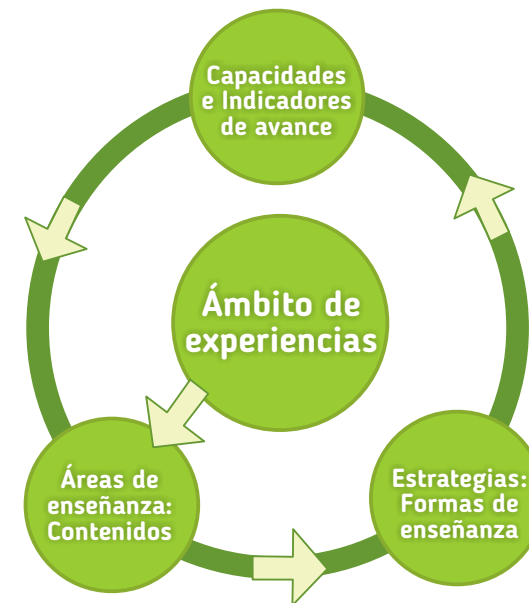 Capacidades
e Indicadores
de avance
Ámbito de
experiencias
Áreas de
enseñanza:
Contenidos
Estrategias:
Formas de
enseñanza